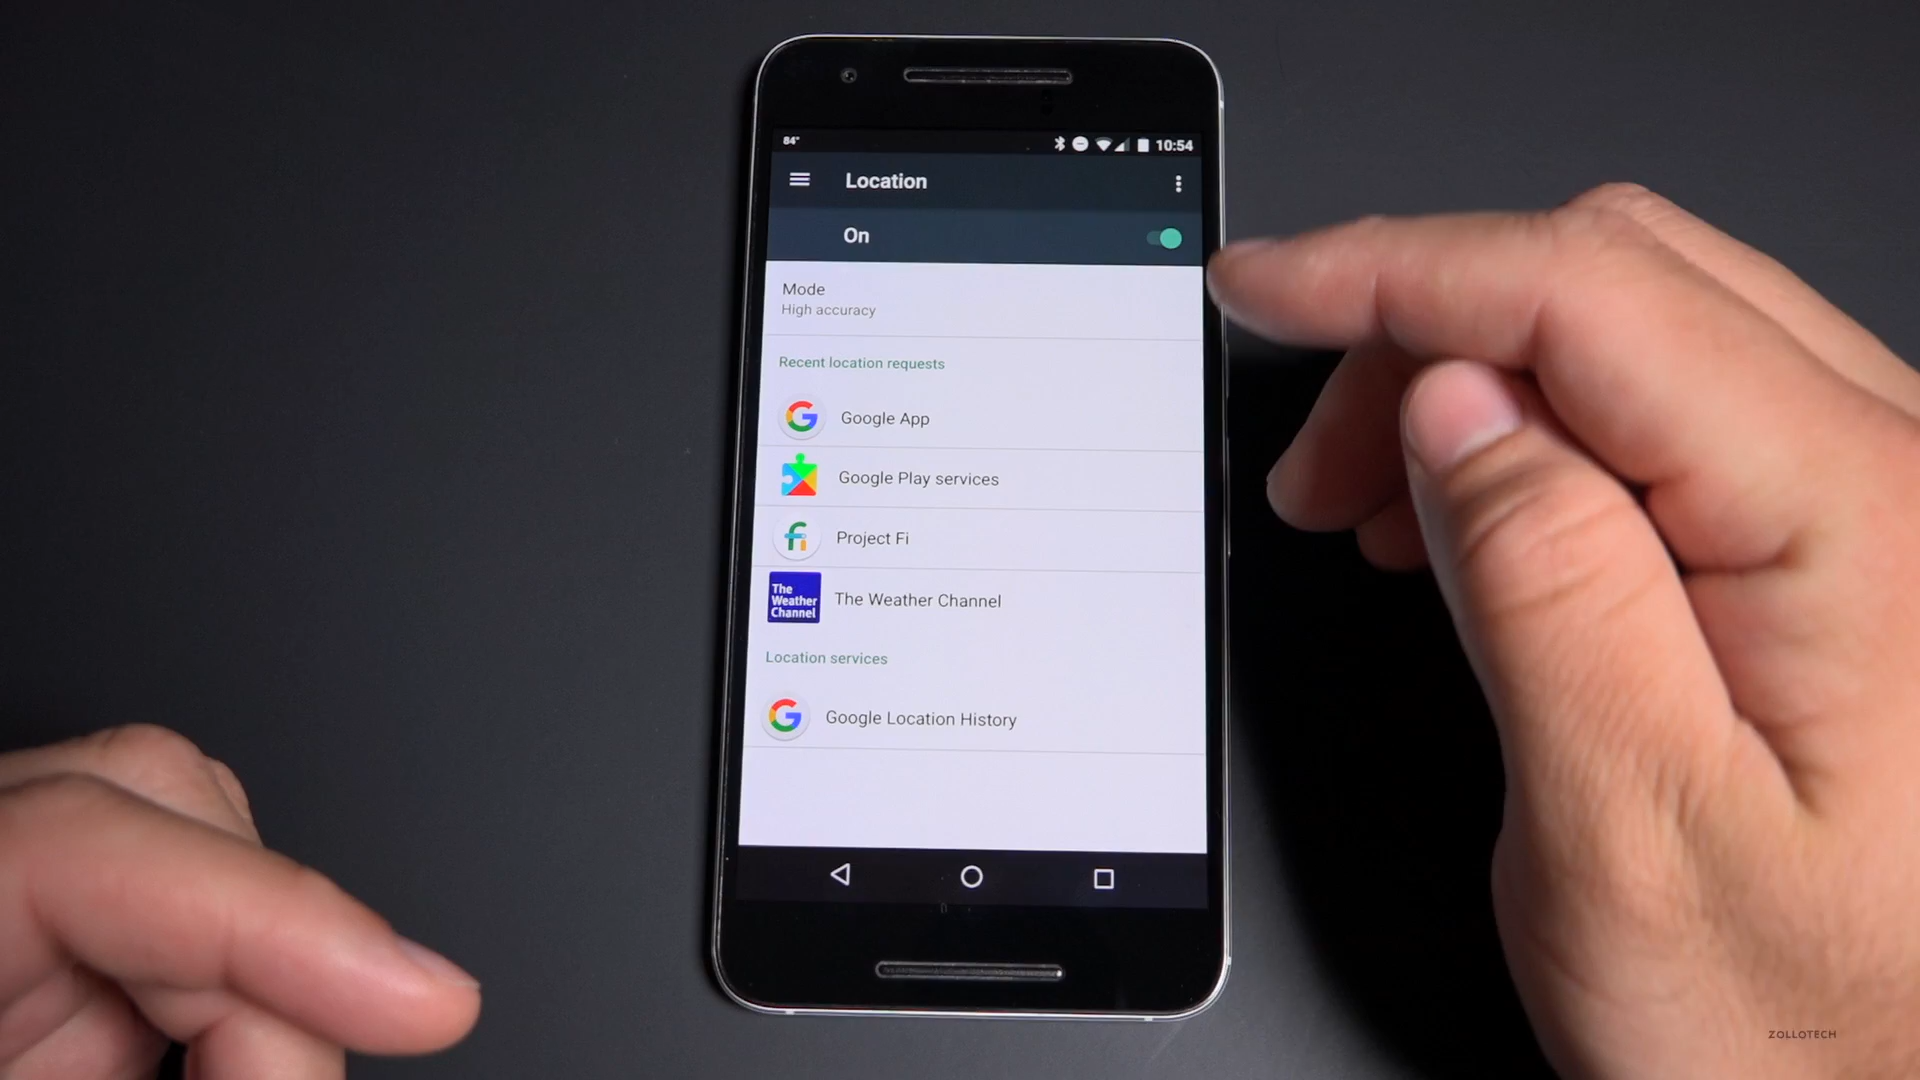 84°
10:54
Location
On
Mode
High accuracy
Recent location requests
Google App
Google Play services
Project Fi
The Weather Channel
The Weather Channel
Location services
Google Location History
ZOLLOTECH